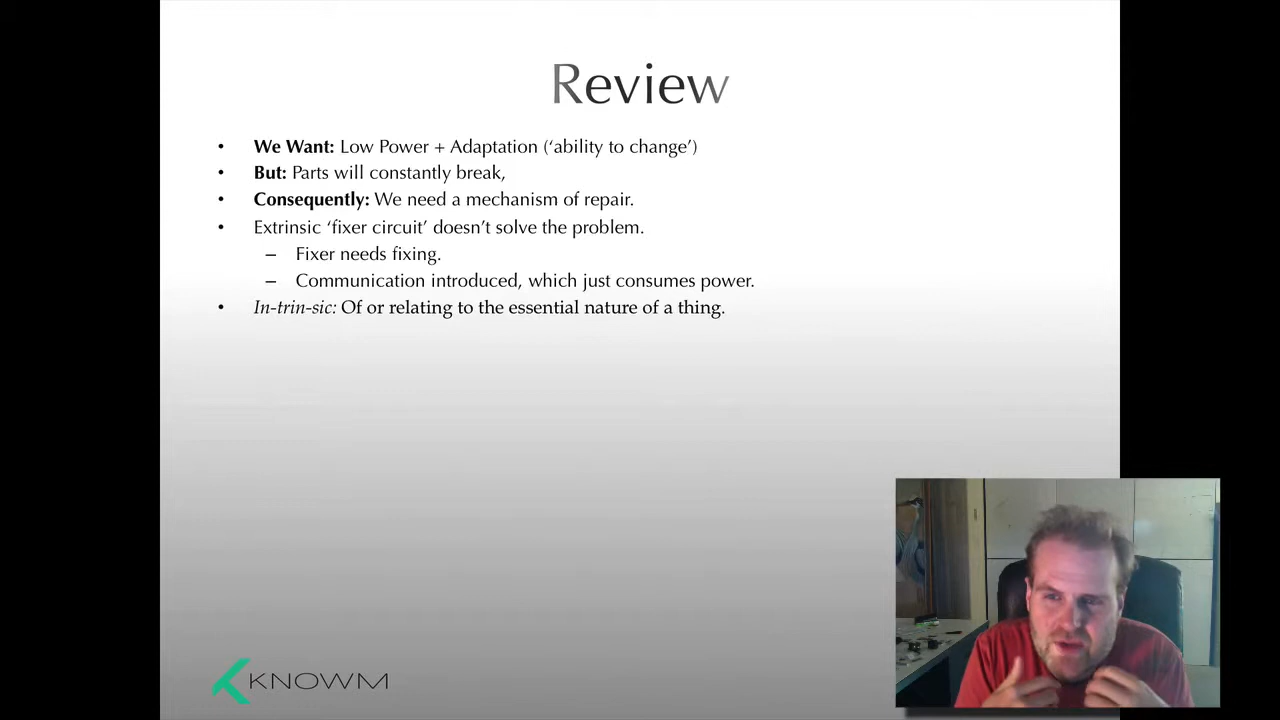 Review
• We Want: Low Power + Adaptation (‘ability to change’)
• But: Parts will constantly break,
• Consequently: We need a mechanism of repair.
• Extrinsic ‘fixer circuit’ doesn’t solve the problem.
– Fixer needs fixing.
– Communication introduced, which just consumes power.
• In-trin-sic: Of or relating to the essential nature of a thing.
KNOWM